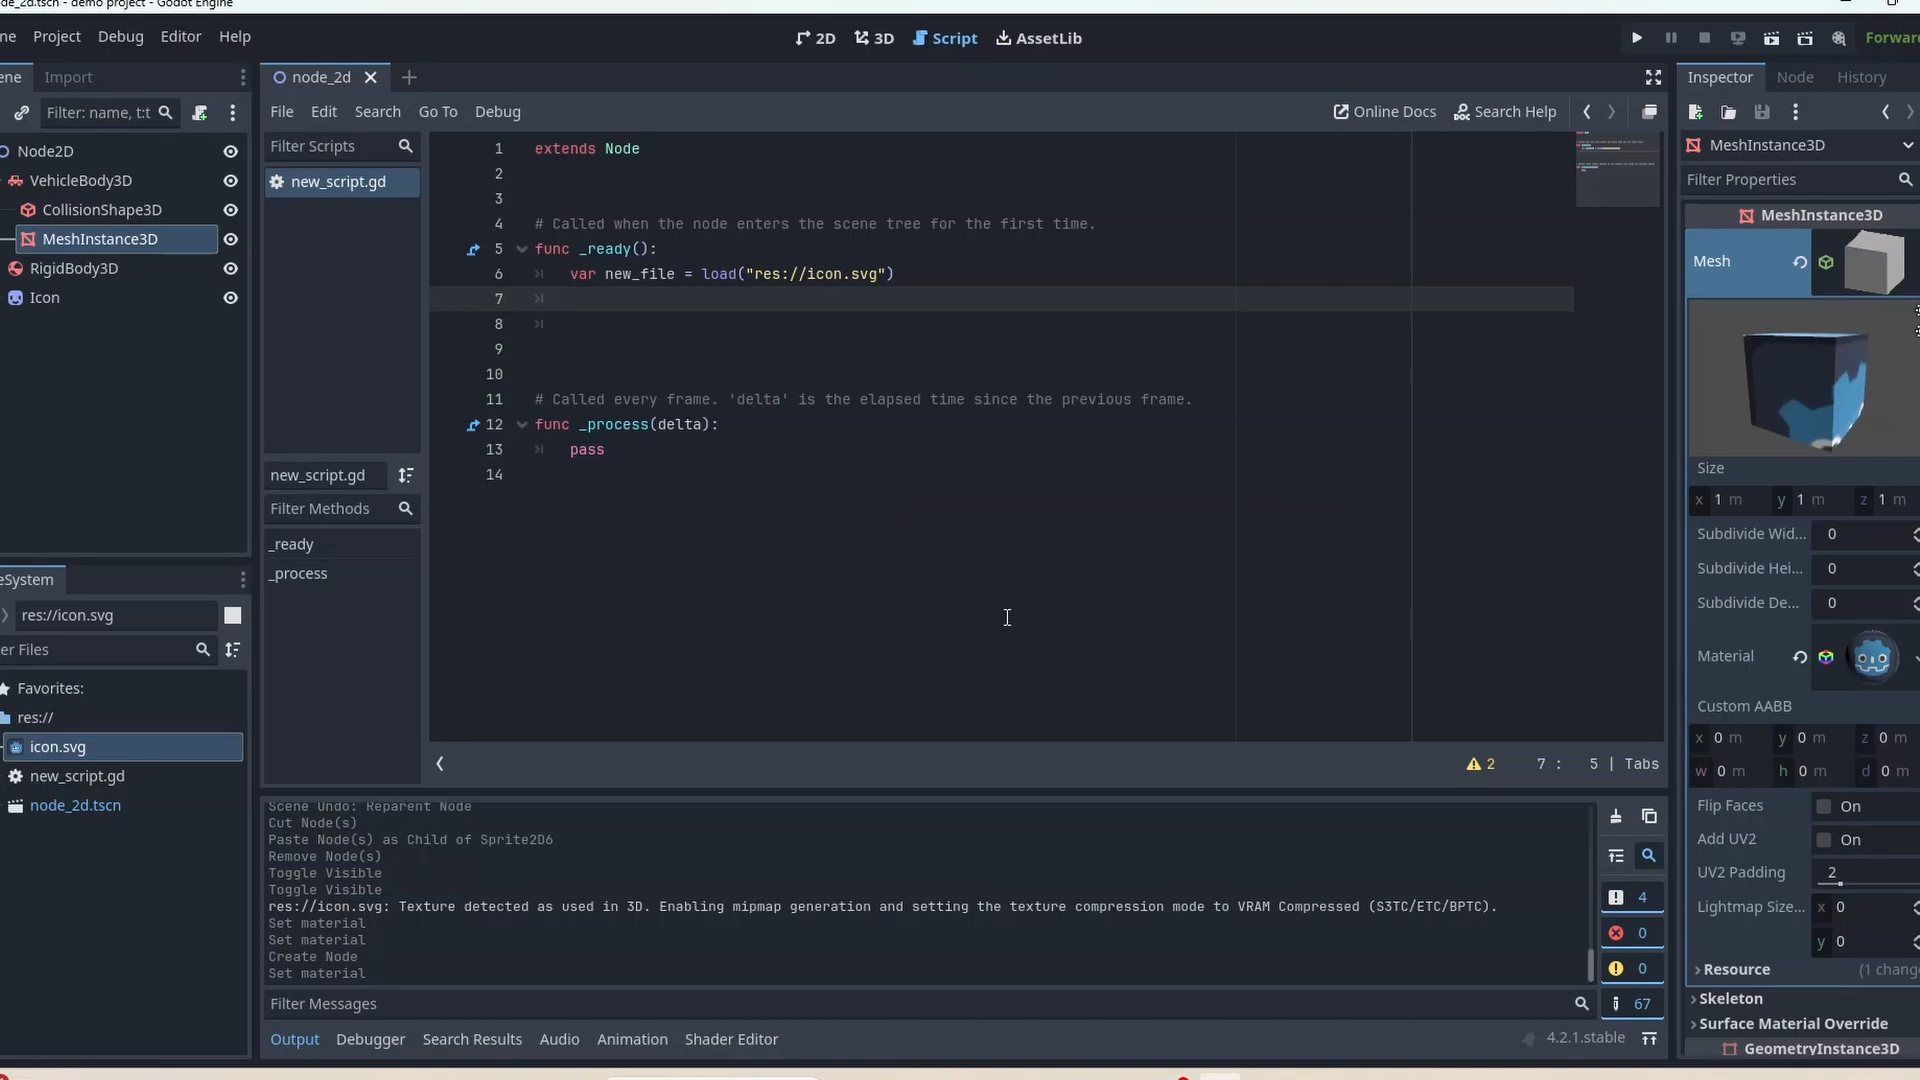 de_2d.tscn - demo project - Godot Engine
ne Project Debug Editor Help
2D 3D Script AssetLib
Forward
ene Import
node_2d
Inspector Node History
Filter: name, t:t
File Edit Search Go To Debug
Online Docs Search Help
Node2D
VehicleBody3D
CollisionShape3D
MeshInstance3D
RigidBody3D
Icon
Filter Scripts
new_script.gd
new_script.gd
Filter Methods
_ready
_process
1 extends Node
2
3
4 # Called when the node enters the scene tree for the first time.
5 func _ready():
6 var new_file = load("res://icon.svg")
7
8
9
10
11 # Called every frame. 'delta' is the elapsed time since the previous frame.
12 func _process(delta):
13 pass
14
2 7 : 5 | Tabs
eSystem
res://icon.svg
er Files
Favorites:
res://
icon.svg
new_script.gd
node_2d.tscn
Scene Undo: Reparent Node
Cut Node(s)
Paste Node(s) as Child of Sprite2D6
Remove Node(s)
Toggle Visible
Toggle Visible
res://icon.svg: Texture detected as used in 3D. Enabling mipmap generation and setting the texture compression mode to VRAM Compressed (S3TC/ETC/BPTC).
Set material
Set material
Create Node
Set material
4
0
0
67
Filter Messages
Output Debugger Search Results Audio Animation Shader Editor
4.2.1.stable
MeshInstance3D
Filter Properties
MeshInstance3D
Mesh
Size
x 1 m y 1 m z 1 m
Subdivide Wid... 0
Subdivide Hei... 0
Subdivide De... 0
Material
Custom AABB
x 0 m y 0 m z 0 m
w 0 m h 0 m d 0 m
Flip Faces On
Add UV2 On
UV2 Padding 2
Lightmap Size... x 0
y 0
Resource (1 chang
Skeleton
Surface Material Override
GeometryInstance3D